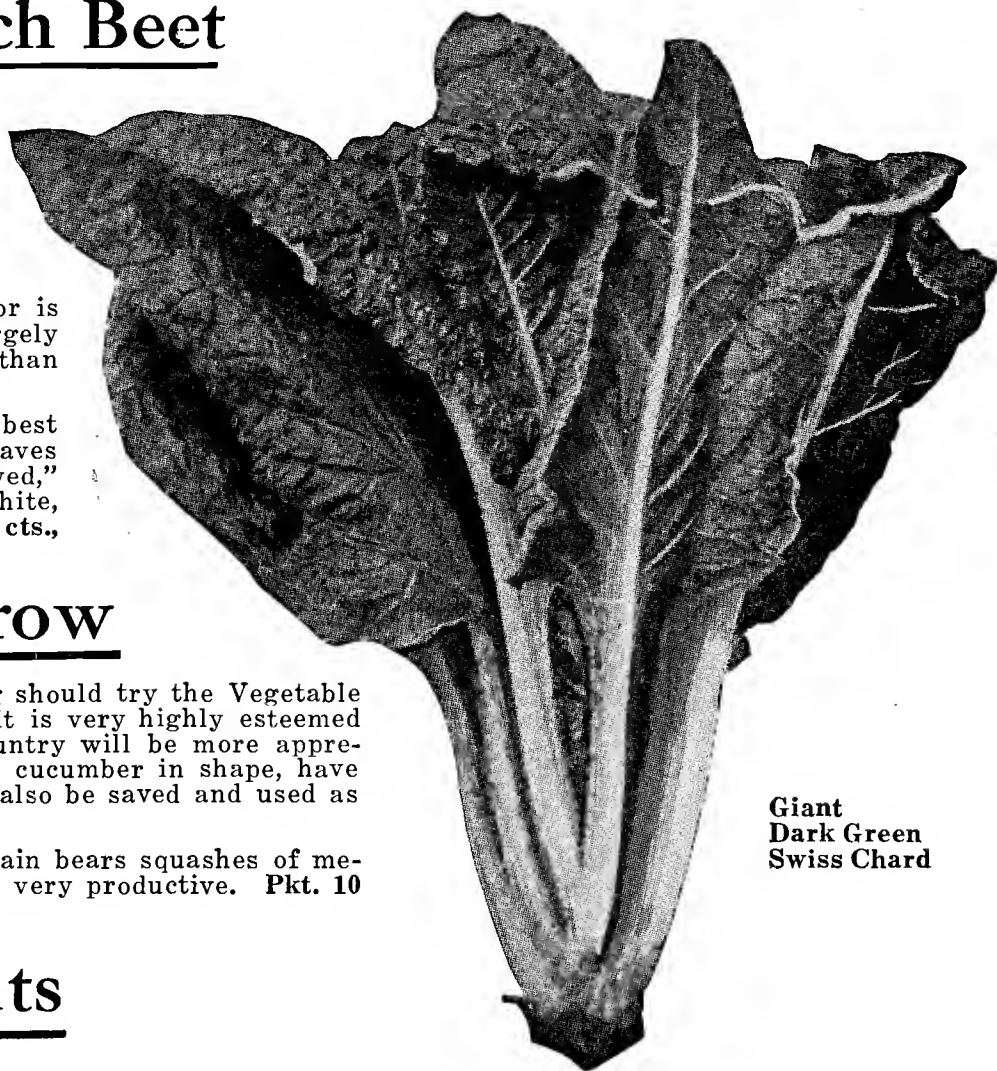 ch Beet
or is
rgely
than
best
aves
ved,"
hite,
cts.,
row
r should try the Vegetable
It is very highly esteemed
untry will be more appre-
cucumber in shape, have
also be saved and used as
ain bears squashes of me-
very productive. Pkt. 10
Giant
Dark Green
Swiss Chard
ts